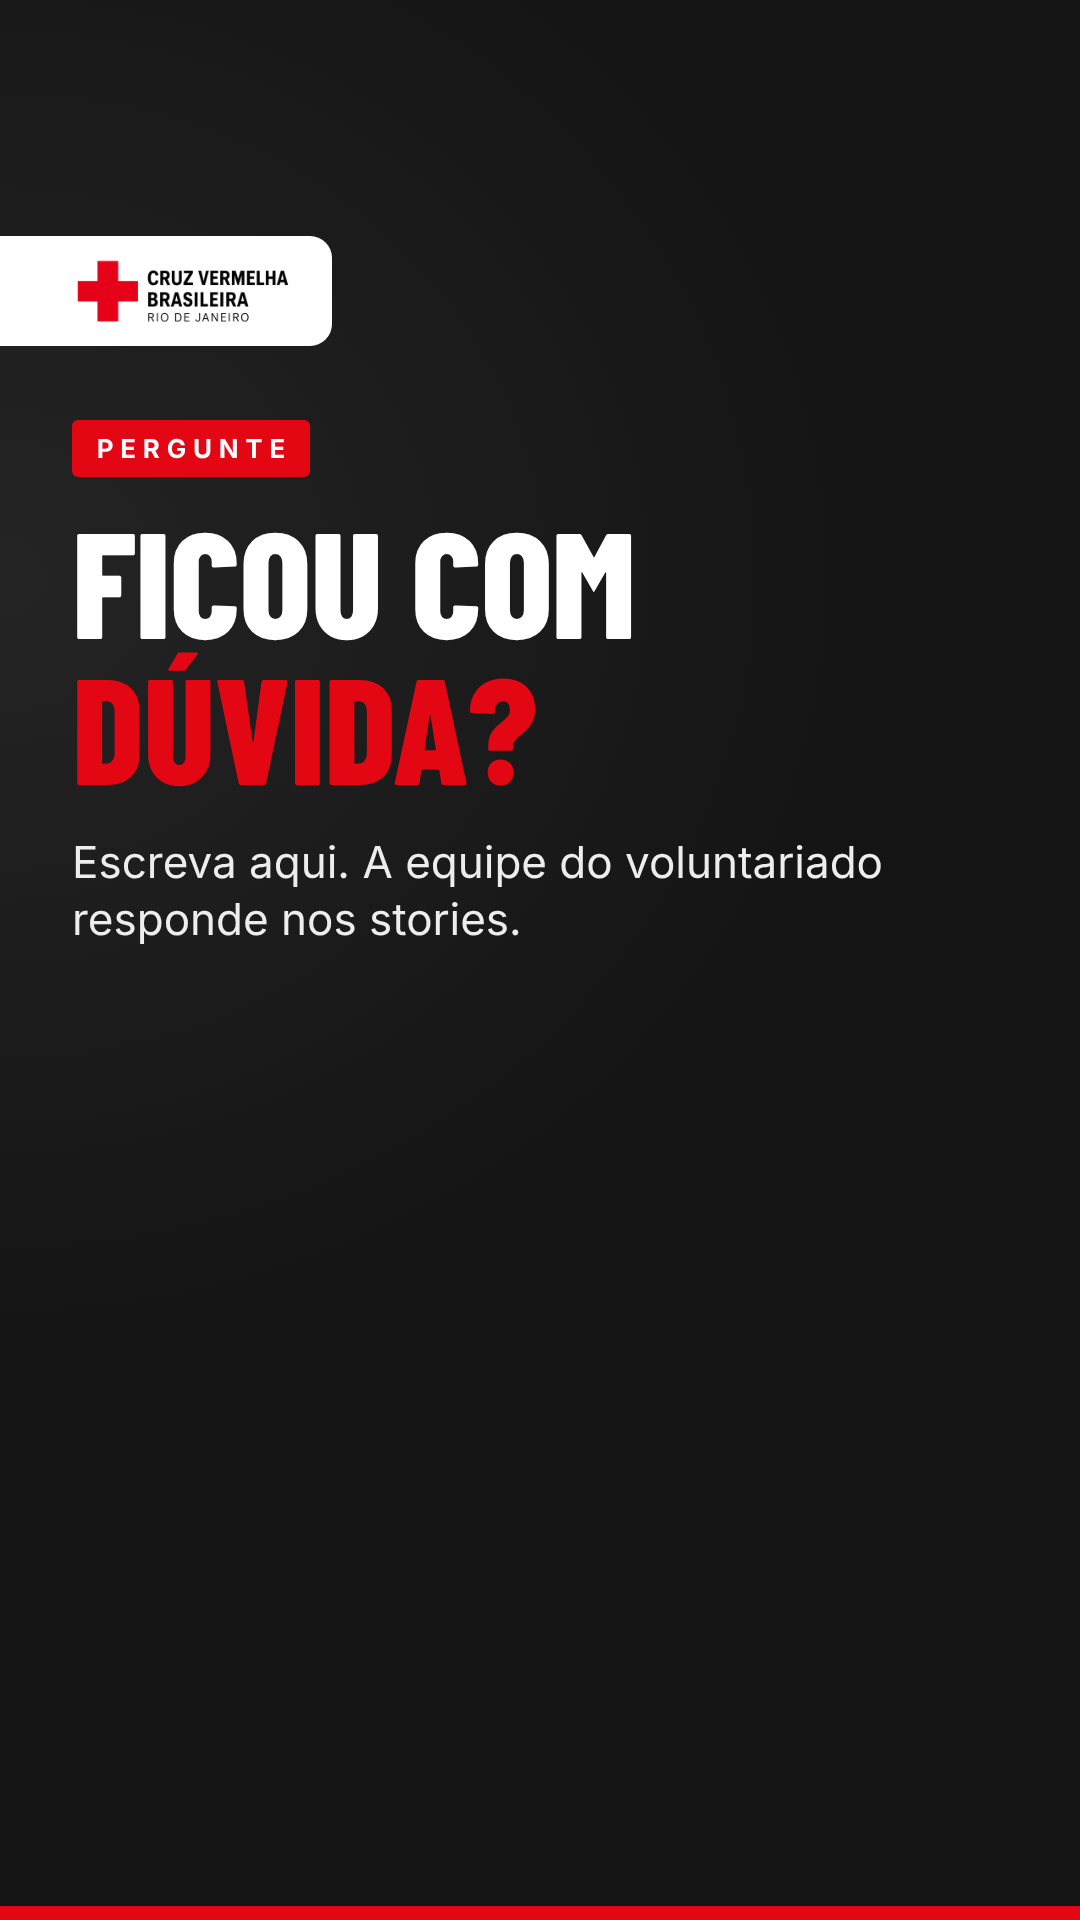 CRUZ VERMELHA
BRASILEIRA
RIO DE JANEIRO
PERGUNTE
FICOU COM
DÚVIDA?
Escreva aqui. A equipe do voluntariado
responde nos stories.